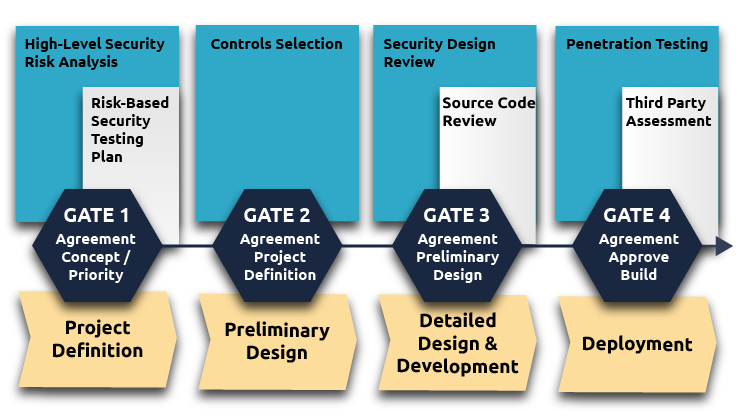 High-Level Security
Risk Analysis
Risk-Based
Security
Testing
Plan
GATE 1
Agreement
Concept /
Priority
Project
Definition
Controls Selection
GATE 2
Agreement
Project
Definition
Preliminary
Design
Security Design
Review
Source Code
Review
GATE 3
Agreement
Preliminary
Design
Detailed
Design &
Development
Penetration Testing
Third Party
Assessment
GATE 4
Agreement
Approve
Build
Deployment